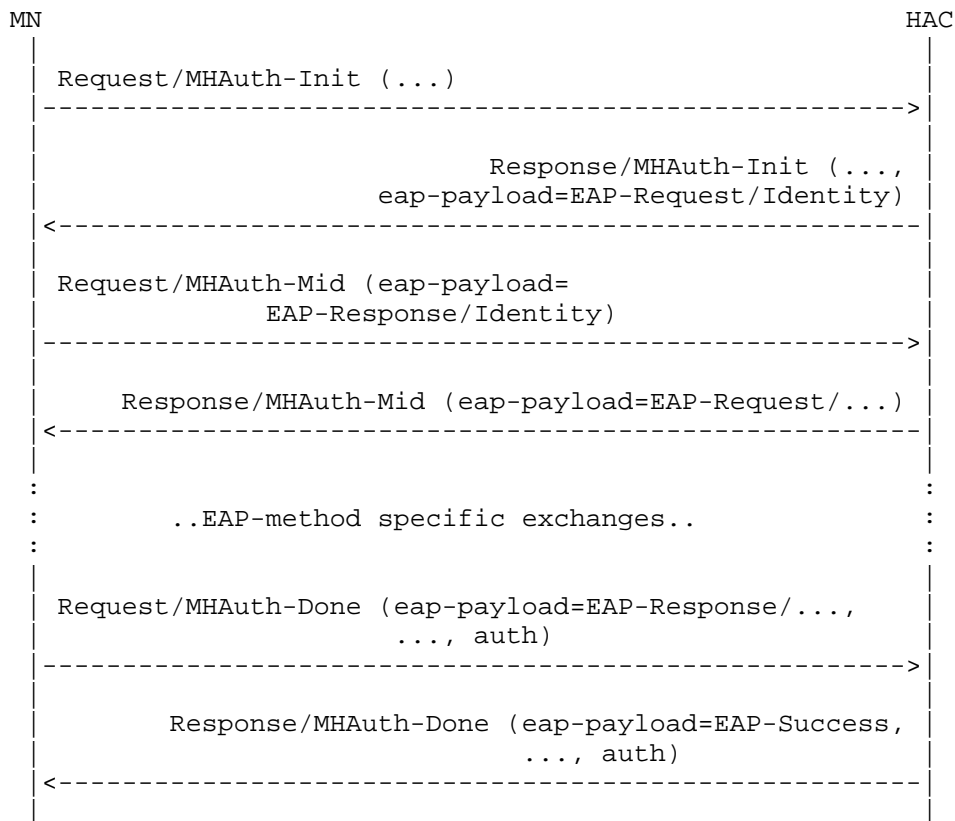 MN HAC
Request/MHAuth-Init (...)
Response/MHAuth-Init (...,
eap-payload=EAP-Request/Identity)
Request/MHAuth-Mid (eap-payload=
EAP-Response/Identity)
Response/MHAuth-Mid (eap-payload=EAP-Request/...)
..EAP-method specific exchanges..
Request/MHAuth-Done (eap-payload=EAP-Response/...,
..., auth)
Response/MHAuth-Done (eap-payload=EAP-Success,
..., auth)